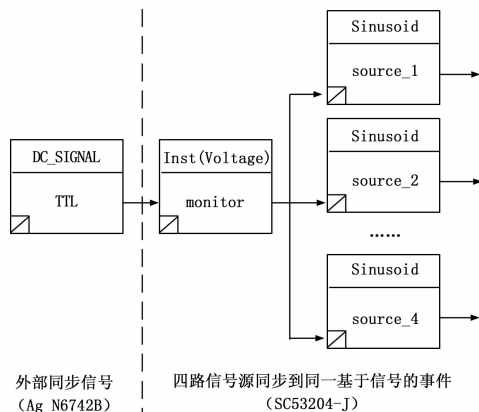 Sinusoid
source_1
DC_SIGNAL
TTL
Inst(Voltage)
monitor
Sinusoid
source_2
……
Sinusoid
source_4
外部同步信号
(Ag N6742B)
四路信号源同步到同一基于信号的事件
(SC53204-J)